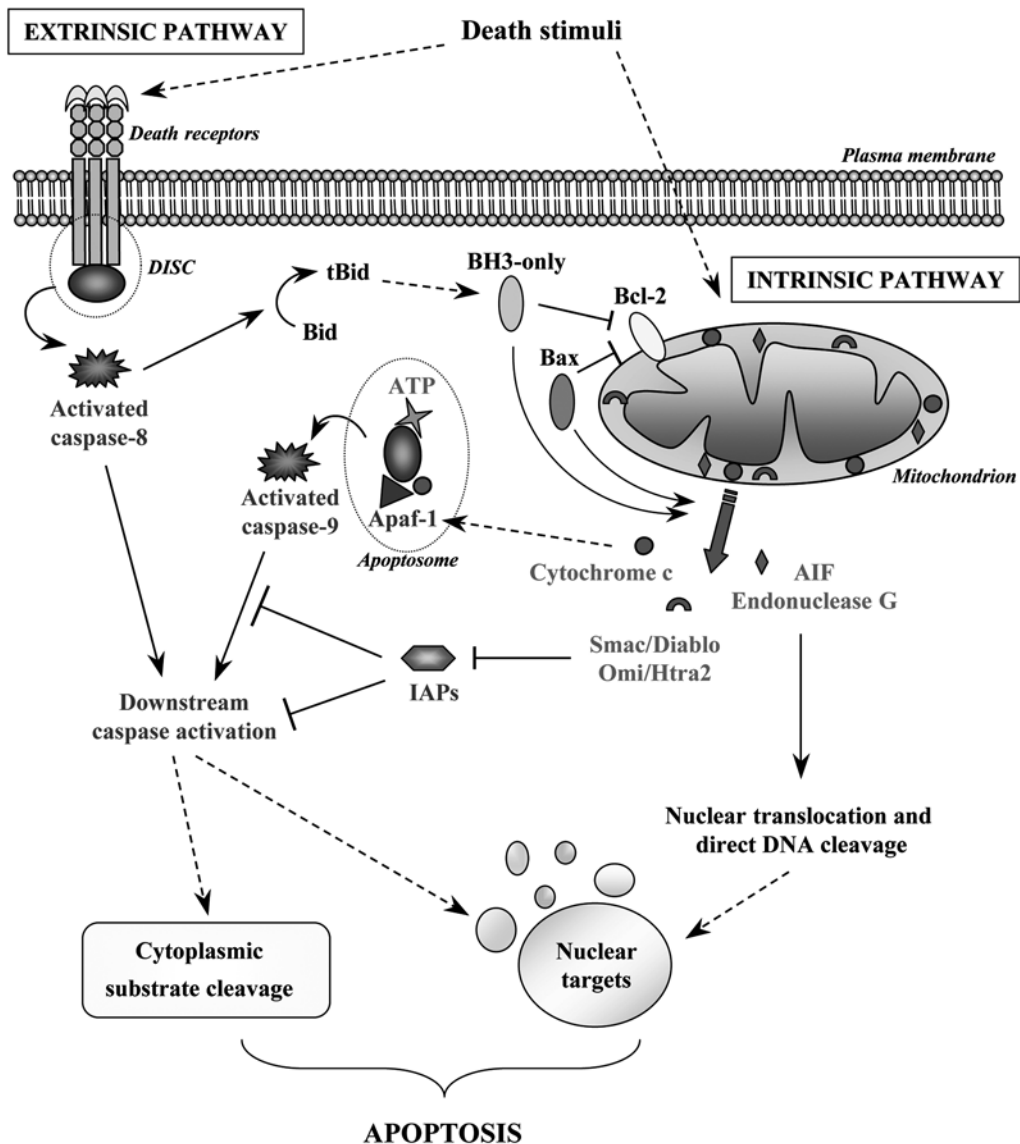 EXTRINSIC PATHWAY
Death stimuli
Death receptors
Plasma membrane
DISC
tBid
Bid
BH3-only
Bcl-2
INTRINSIC PATHWAY
Bax
ATP
Activated
caspase-8
Activated
caspase-9
Apaf-1
Apoptosome
Mitochondrion
Cytochrome c
AIF
Endonuclease G
Smac/Diablo
Omi/Htra2
IAPs
Downstream
caspase activation
Nuclear translocation and
direct DNA cleavage
Cytoplasmic
substrate cleavage
Nuclear
targets
APOPTOSIS